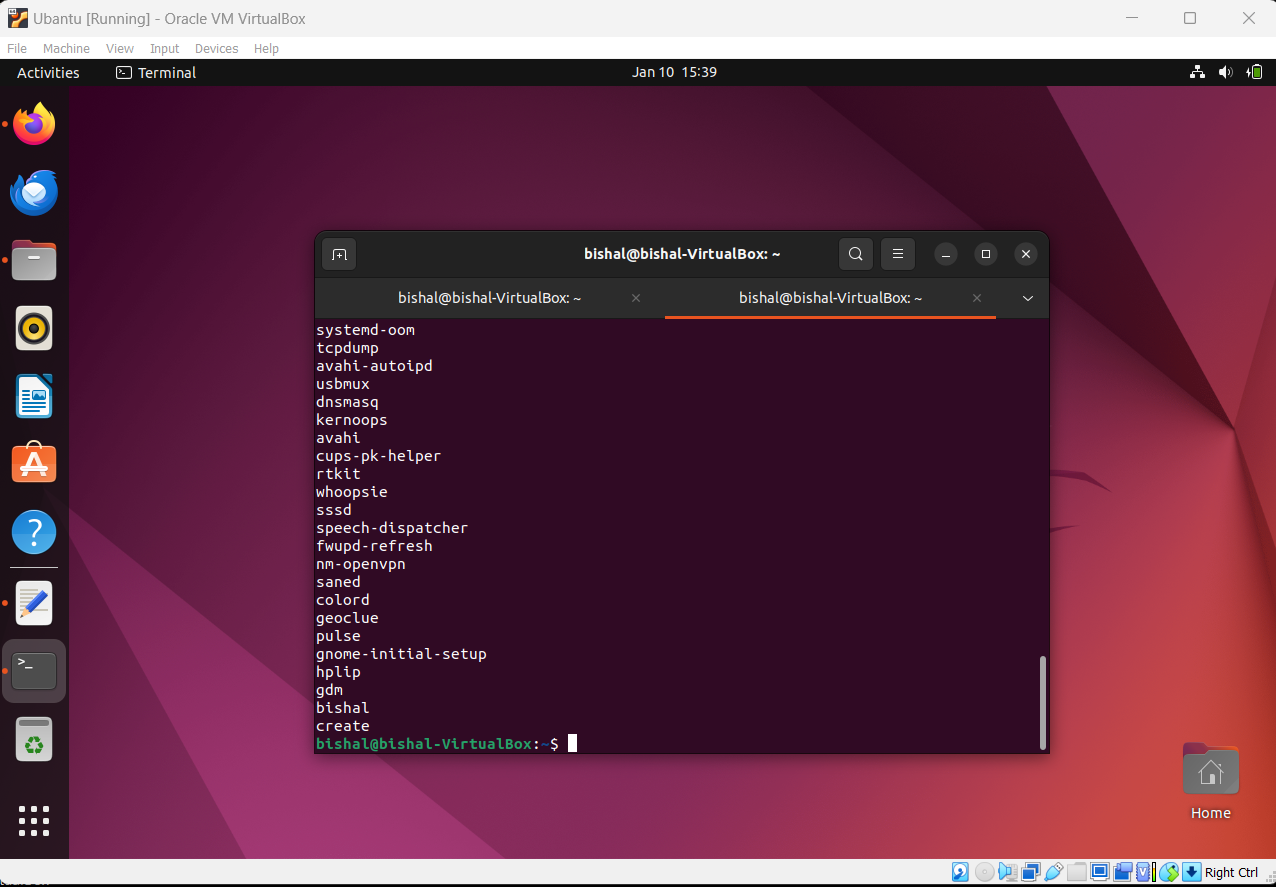 Ubantu [Running] - Oracle VM VirtualBox
File Machine View Input Devices Help
Activities Terminal Jan 10 15:39
bishal@bishal-VirtualBox: ~
bishal@bishal-VirtualBox: ~ bishal@bishal-VirtualBox: ~
systemd-oom
tcpdump
avahi-autoipd
usbmux
dnsmasq
kernoops
avahi
cups-pk-helper
rtkit
whoopsie
sssd
speech-dispatcher
fwupd-refresh
nm-openvpn
saned
colord
geoclue
pulse
gnome-initial-setup
hplip
gdm
bishal
create
bishal@bishal-VirtualBox:~$
Home
Right Ctrl